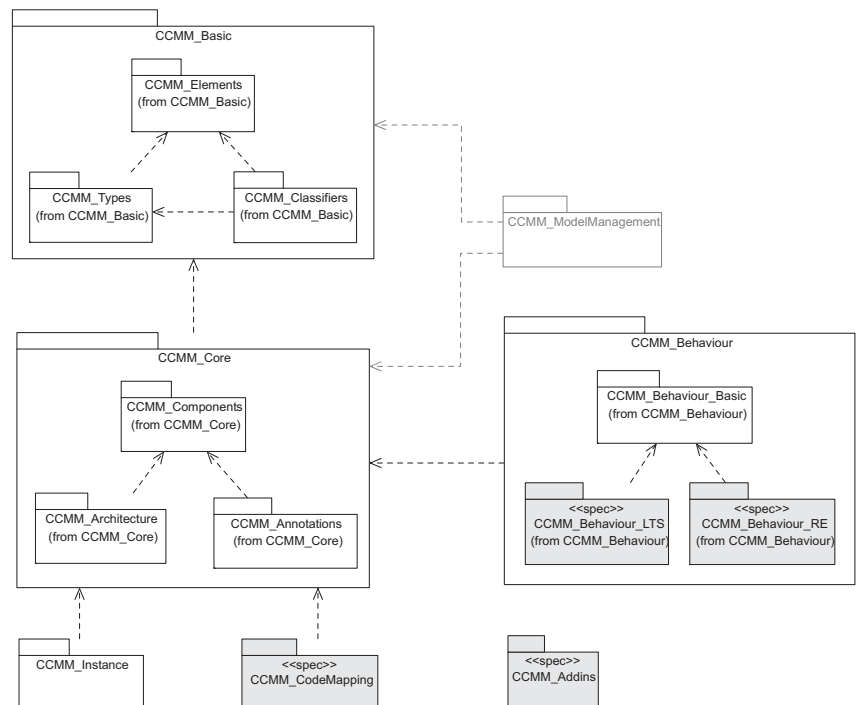 CCMM_Basic
CCMM_Elements
(from CCMM_Basic)
CCMM_Types
(from CCMM_Basic)
CCMM_Classifiers
(from CCMM_Basic)
CCMM_ModelManagement
CCMM_Core
CCMM_Components
(from CCMM_Core)
CCMM_Architecture
(from CCMM_Core)
CCMM_Annotations
(from CCMM_Core)
CCMM_Behaviour
CCMM_Behaviour_Basic
(from CCMM_Behaviour)
<<spec>>
CCMM_Behaviour_LTS
(from CCMM_Behaviour)
<<spec>>
CCMM_Behaviour_RE
(from CCMM_Behaviour)
CCMM_Instance
<<spec>>
CCMM_CodeMapping
<<spec>>
CCMM_Addins